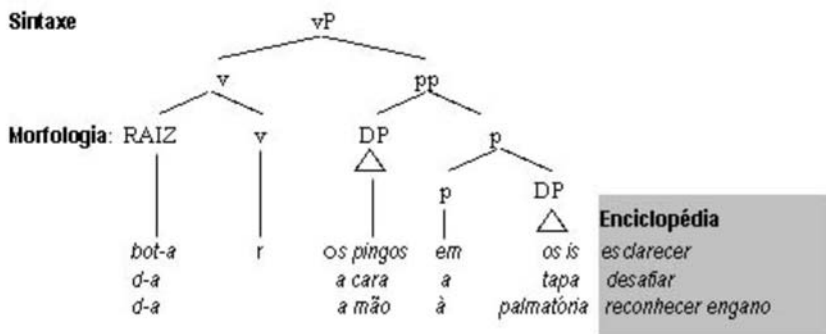 Sintaxe vP
v pp
Morfologia: RAIZ v DP p
p DP
Enciclopédia
bot-a r os pingos em os is esclarecer
d-a a cara a tapa desafiar
d-a a mão à palmatória reconhecer engano